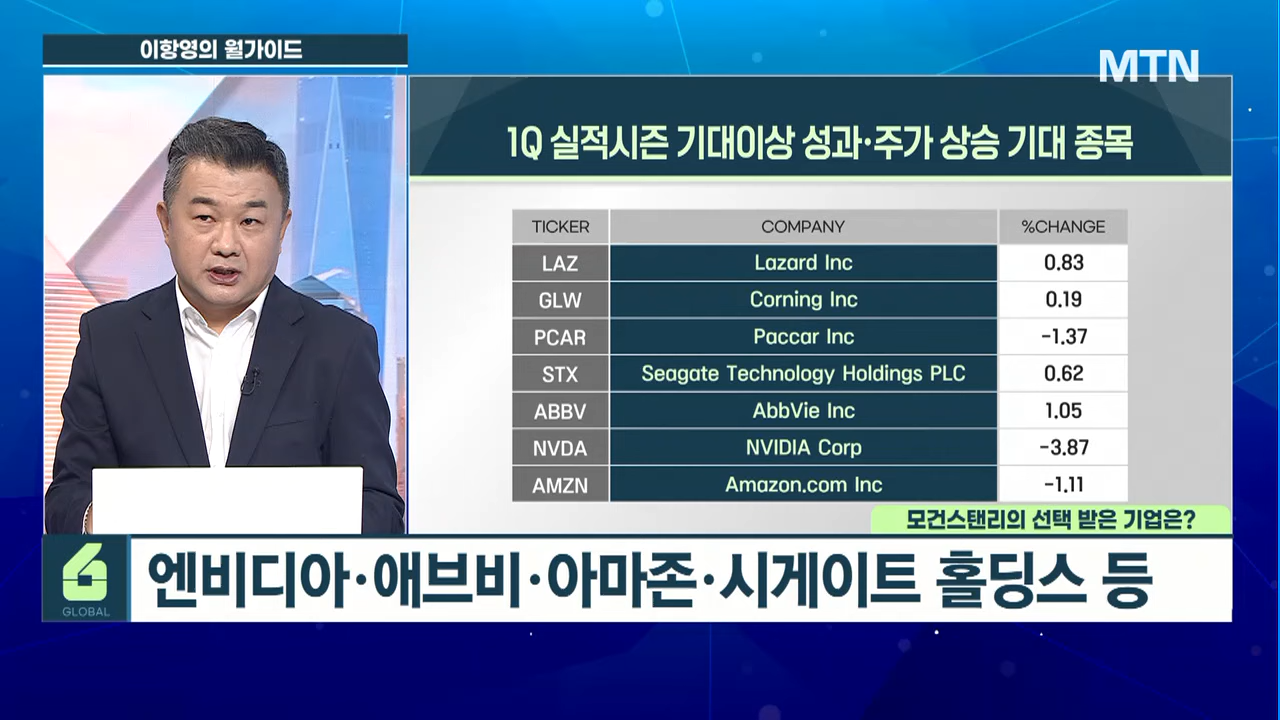 이항영의 월가이드
MTN
1Q 실적시즌 기대이상 성과·주가 상승 기대 종목
TICKER COMPANY %CHANGE
LAZ Lazard Inc 0.83
GLW Corning Inc 0.19
PCAR Paccar Inc -1.37
STX Seagate Technology Holdings PLC 0.62
ABBV AbbVie Inc 1.05
NVDA NVIDIA Corp -3.87
AMZN Amazon.com Inc -1.11
모건스탠리의 선택 받은 기업은?
6 GLOBAL
엔비디아·애브비·아마존·시게이트 홀딩스 등